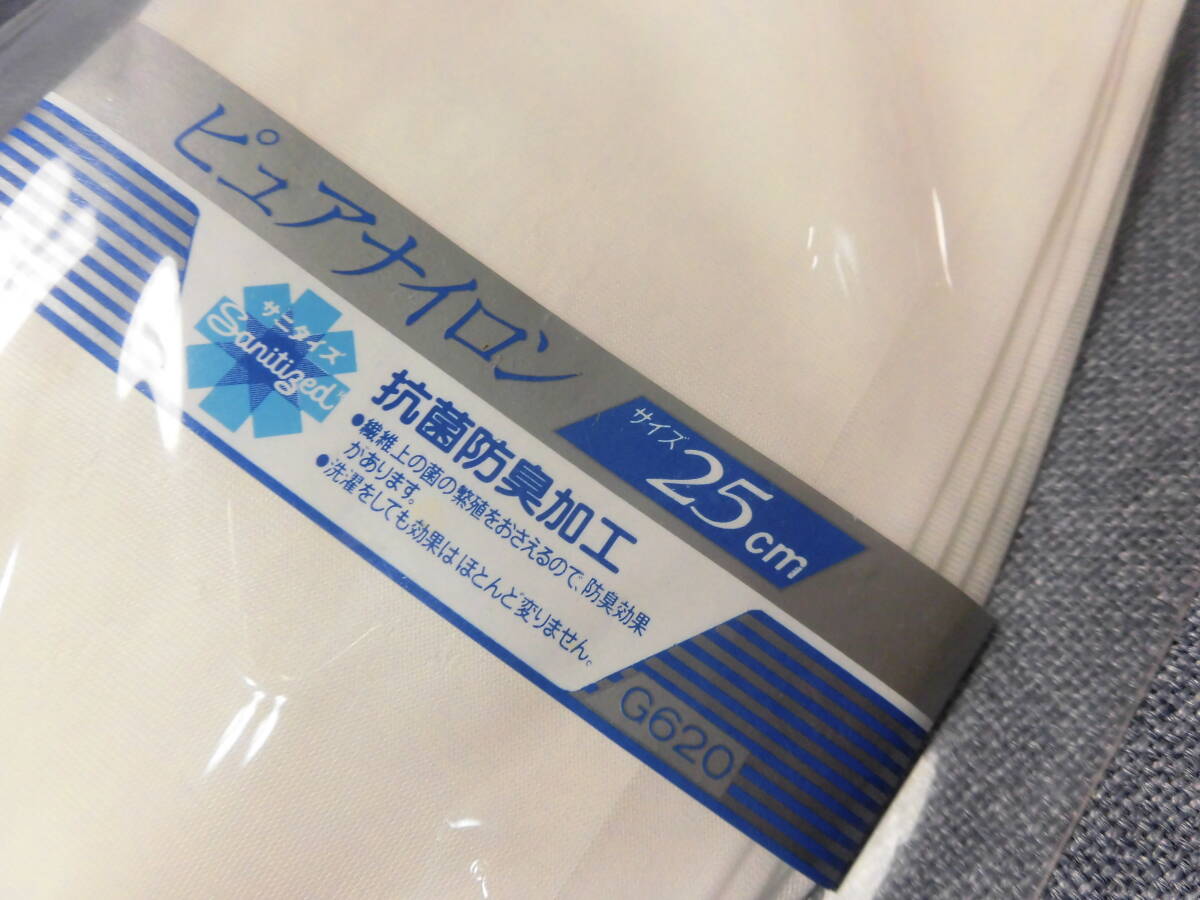 ピュアナイロン
サイズ 25cm
サニタイズ
Sanitized
抗菌防臭加工
●繊維上の菌の繁殖をおさえるので、防臭効果
があります。
●洗濯をしても効果はほとんど変りません。
G620